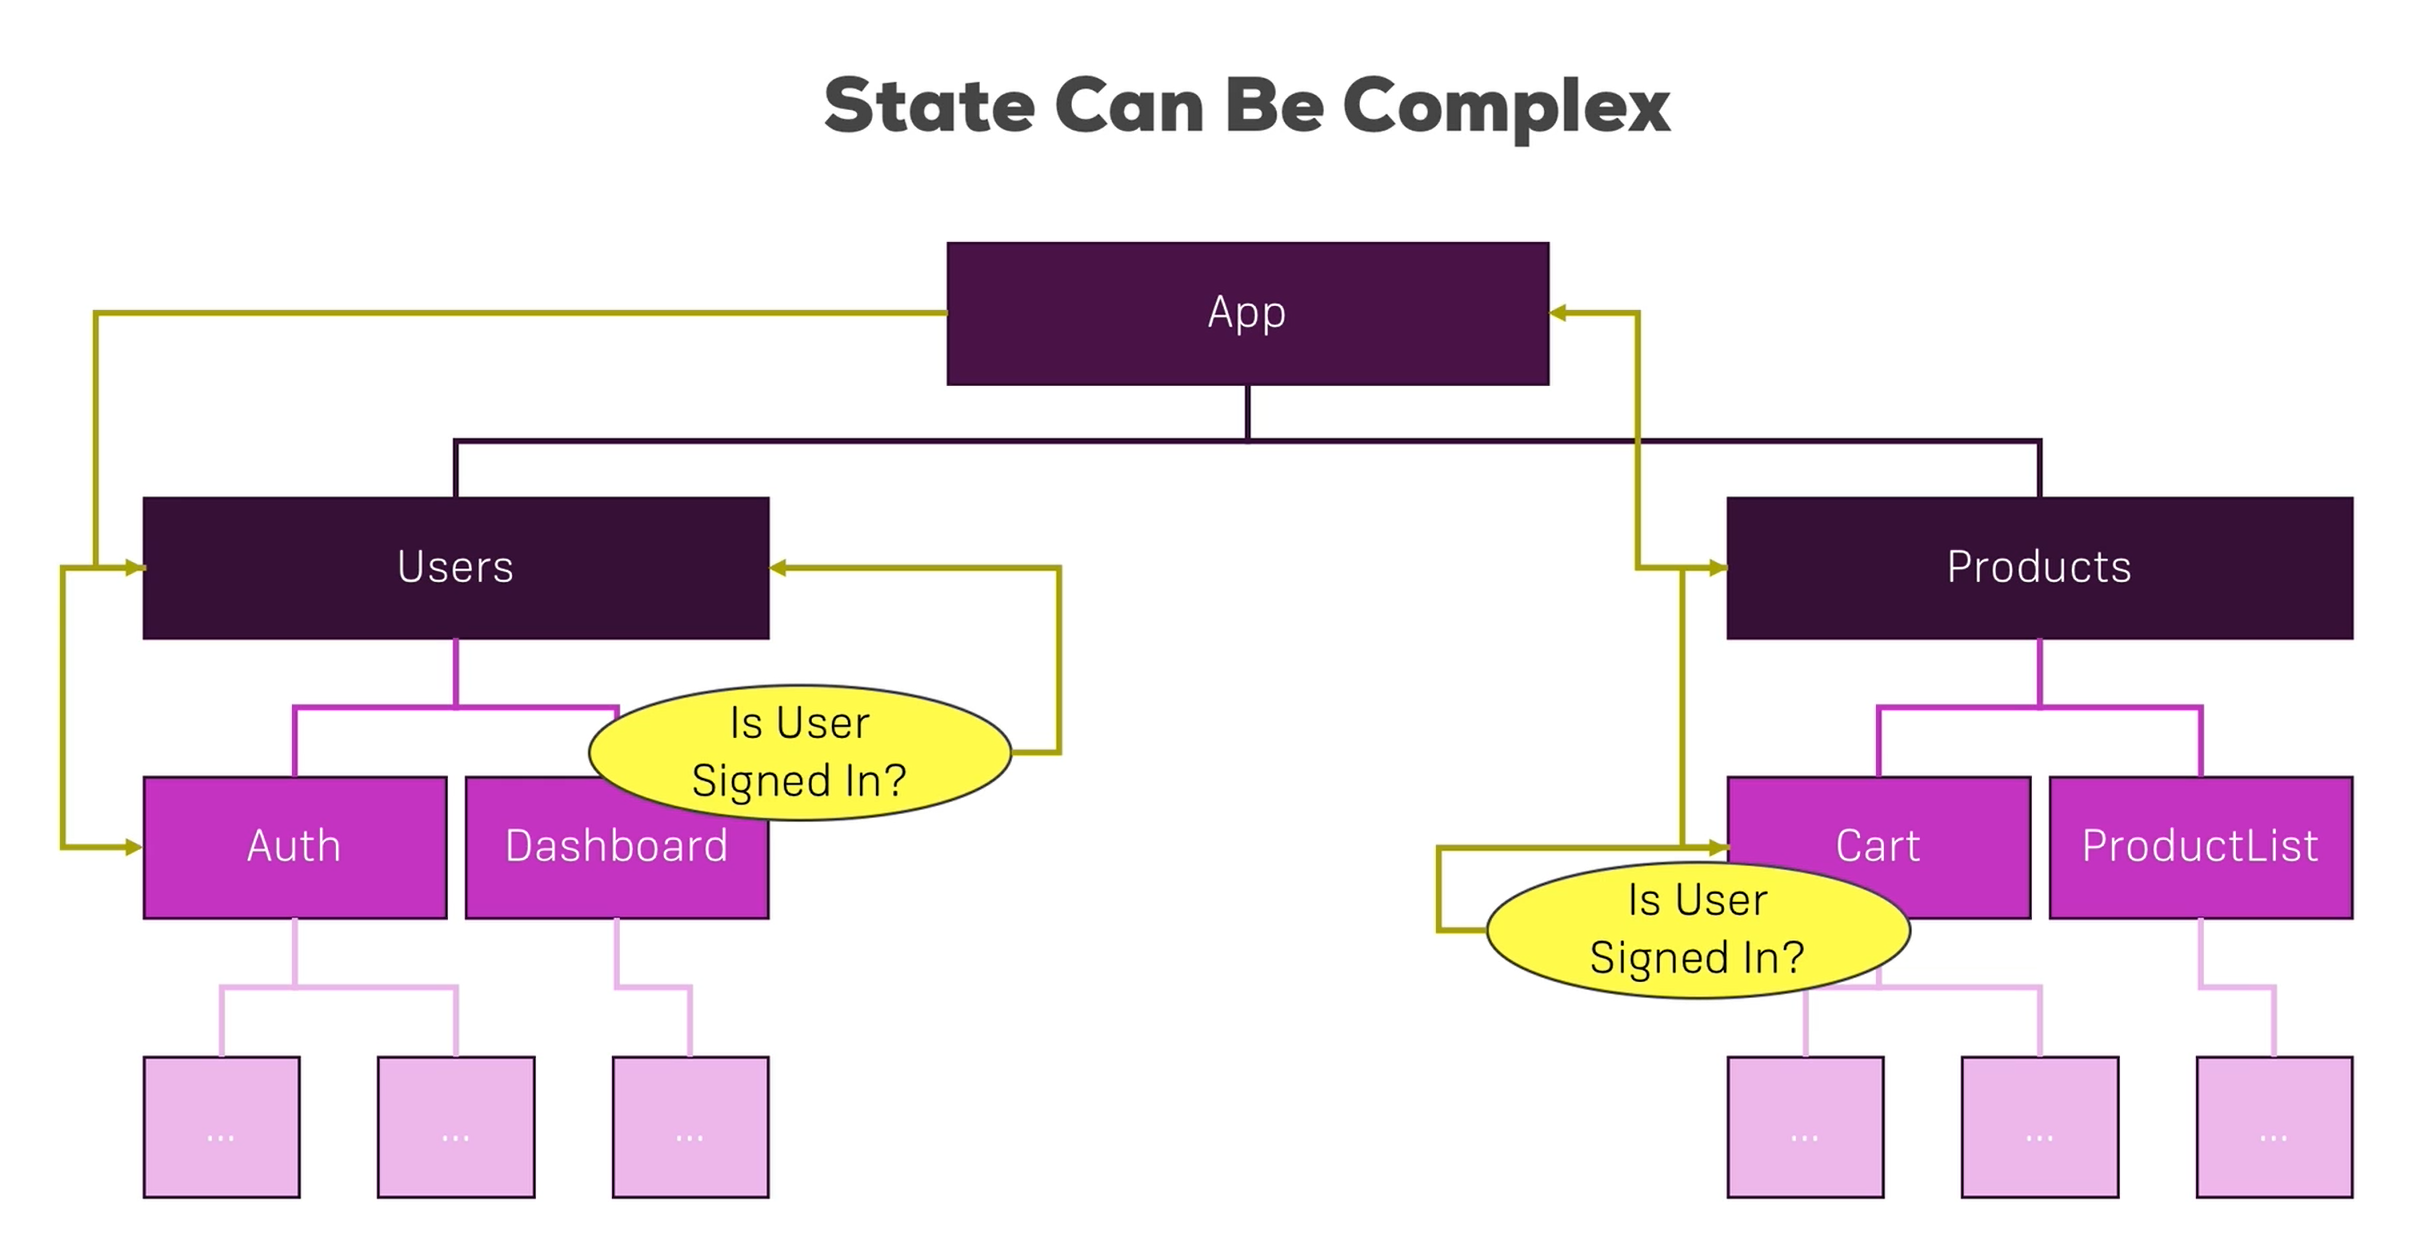 State Can Be Complex
App
Users
Products
Is User
Signed In?
Auth
Dashboard
Cart
ProductList
Is User
Signed In?
...
...
...
...
...
...